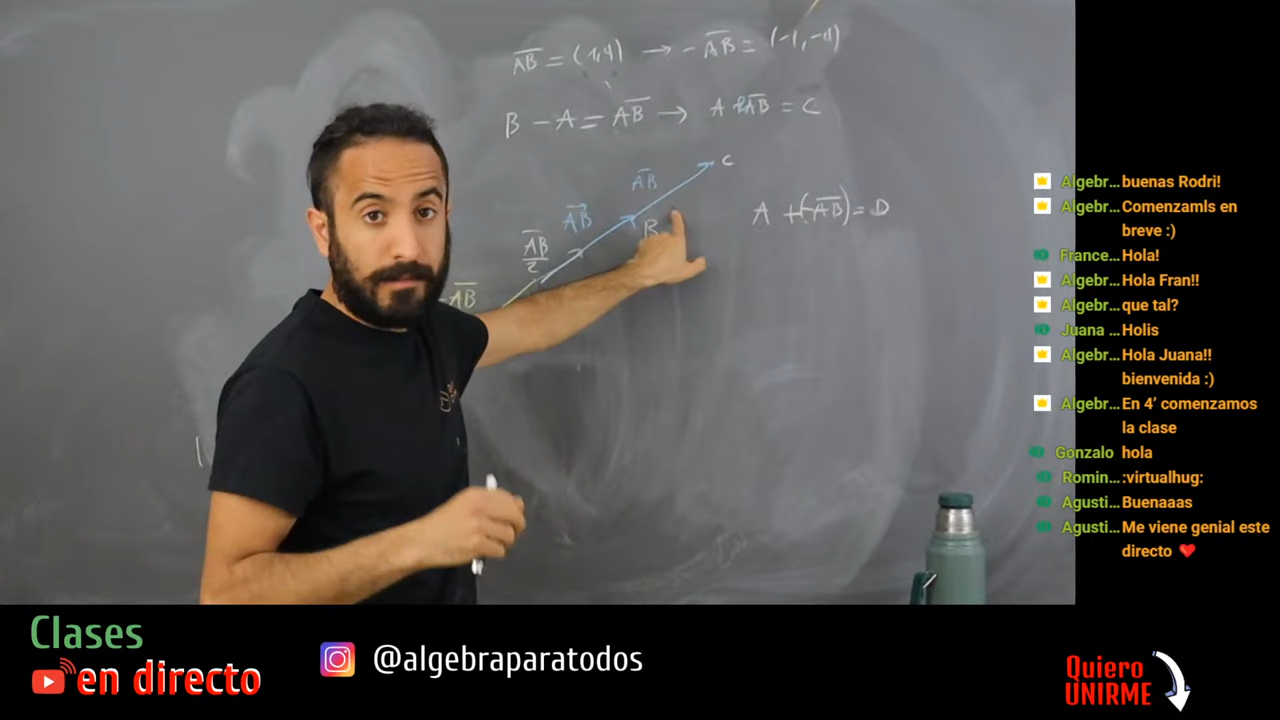 AB = (1,4) → - AB = (-1,-4)
B - A = AB → A + 2AB = C
C
AB
AB
B
A + (-AB) = D
AB
2
-AB
Algebr... buenas Rodri!
Algebr... Comenzamls en
breve :)
France... Hola!
Algebr... Hola Fran!!
Algebr... que tal?
Juana ... Holis
Algebr... Hola Juana!!
bienvenida :)
Algebr... En 4' comenzamos
la clase
Gonzalo hola
Romin... :virtualhug:
Agusti... Buenaaas
Agusti... Me viene genial este
directo ❤️
Clases
en directo
@algebraparatodos
Quiero
UNIRME